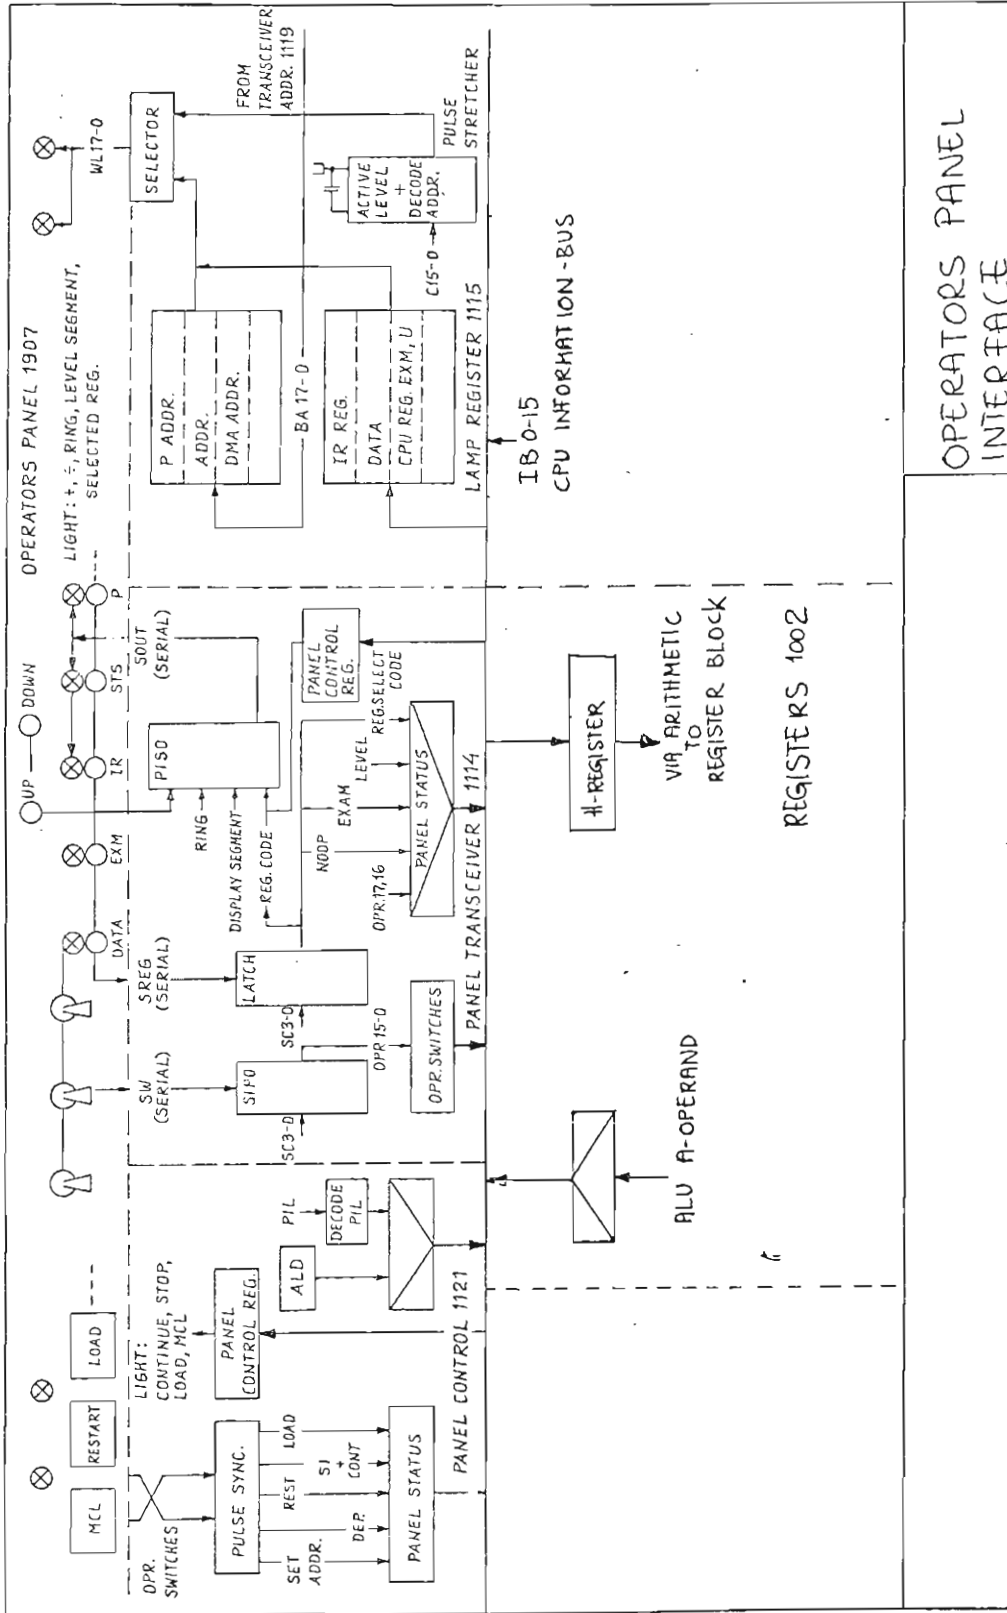 OPERATORS PANEL 1907
UP
DOWN
MCL
RESTART
LOAD
DATA
EXM
IR
STS
P
LIGHT: +, ÷, RING, LEVEL SEGMENT,
SELECTED REG.
WL17-0
OPR.
SWITCHES
LIGHT:
CONTINUE, STOP,
LOAD, MCL
SW
(SERIAL)
SREG
(SERIAL)
SOUT
(SERIAL)
SELECTOR
FROM
TRANSCEIVER
ADDR. 1119
PULSE SYNC.
SET
ADDR.
DEP.
REST
SI
+
CONT
LOAD
PANEL STATUS
PANEL
CONTROL REG.
ALD
PIL
DECODE
PIL
PANEL CONTROL 1121
SC3-0
SIPO
SC3-0
LATCH
OPR 15-0
OPR.SWITCHES
RING
DISPLAY SEGMENT
REG.CODE
PISO
NOOP
EXAM
LEVEL
REG.SELECT
CODE
OPR.17,16
PANEL STATUS
PANEL
CONTROL
REG.
PANEL TRANSCEIVER 1114
P ADDR.
ADDR.
DMA ADDR.
BA 17-0
IR REG.
DATA
CPU REG. EXM, U
C15-0
ACTIVE
LEVEL
+
DECODE
ADDR.
PULSE
STRETCHER
LAMP REGISTER 1115
IB 0-15
CPU INFORMATION-BUS
ALU A-OPERAND
H-REGISTER
VIA ARITHMETIC
TO
REGISTER BLOCK
REGISTERS 1002
OPERATORS PANEL
INTERFACE